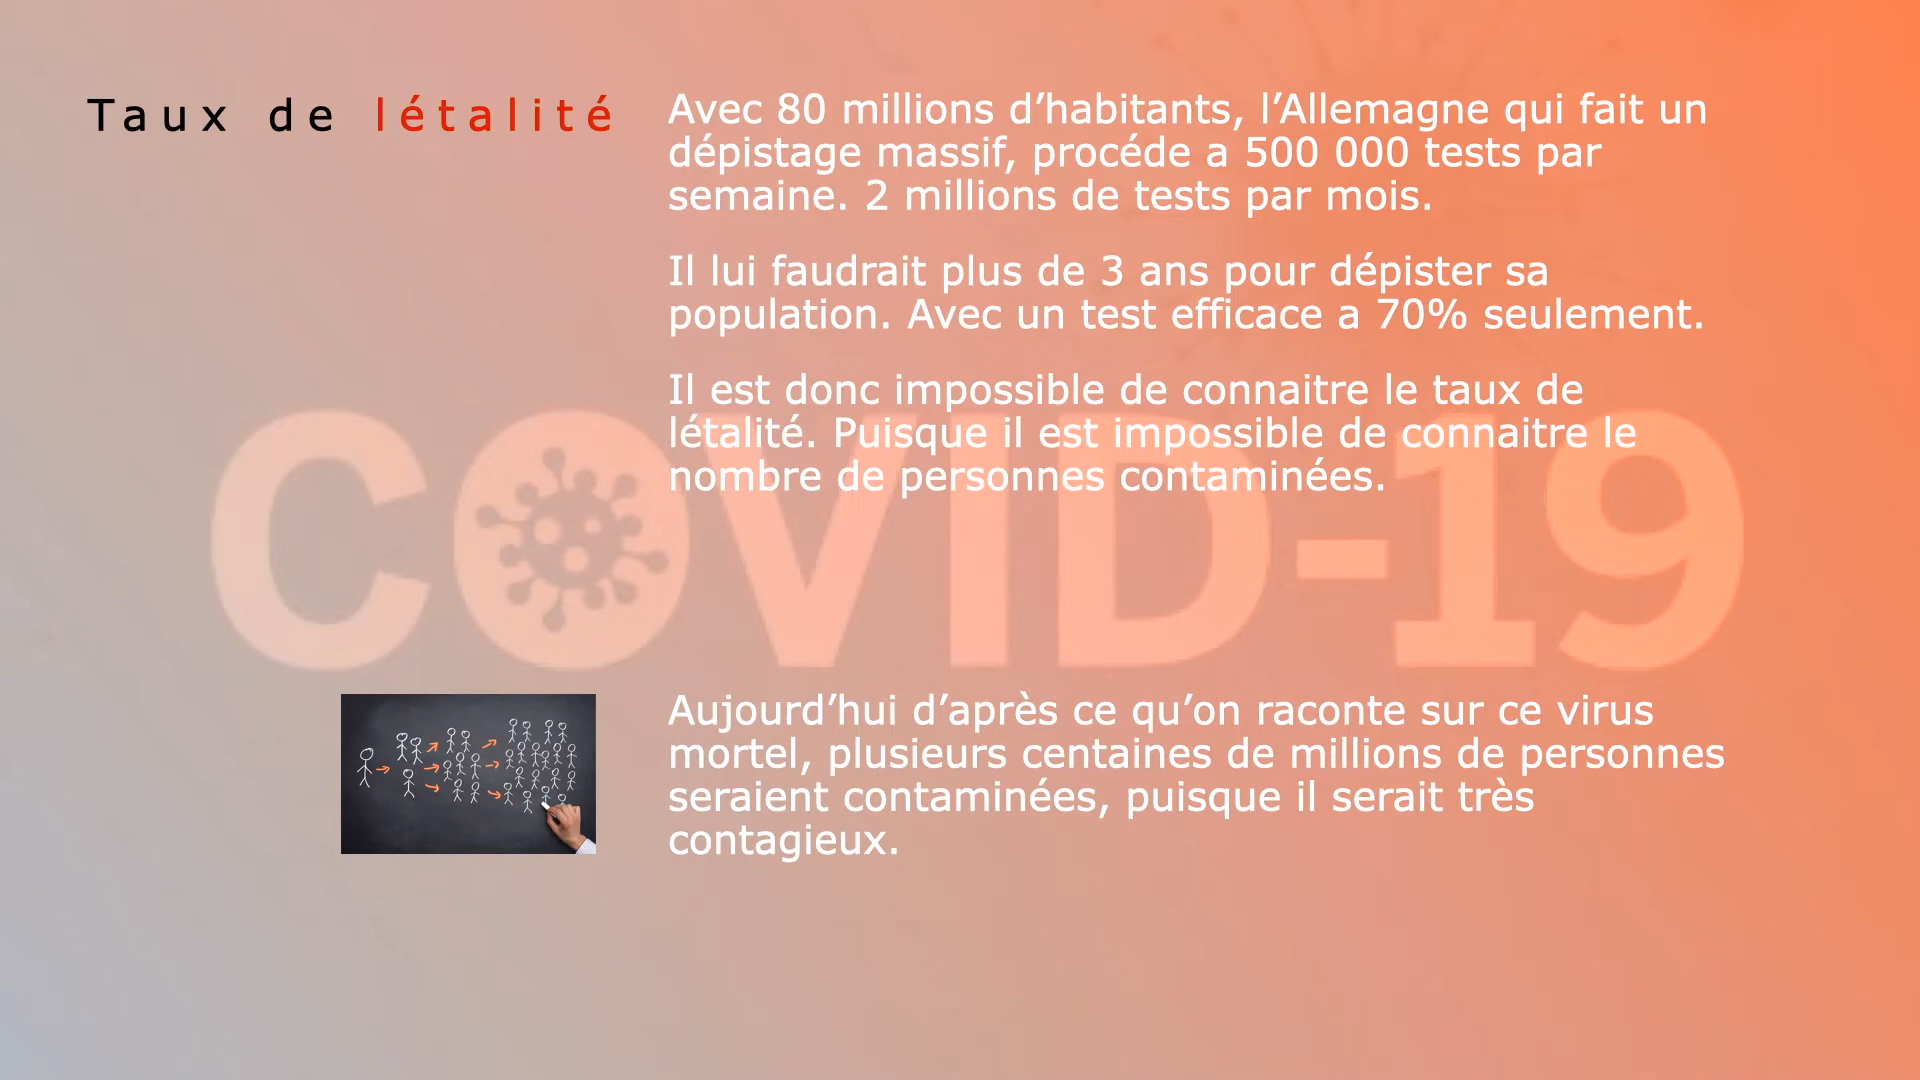 Taux de létalité
Avec 80 millions d’habitants, l’Allemagne qui fait un
dépistage massif, procéde a 500 000 tests par
semaine. 2 millions de tests par mois.
Il lui faudrait plus de 3 ans pour dépister sa
population. Avec un test efficace a 70% seulement.
Il est donc impossible de connaitre le taux de
létalité. Puisque il est impossible de connaitre le
nombre de personnes contaminées.
COVID-19
Aujourd’hui d’après ce qu’on raconte sur ce virus
mortel, plusieurs centaines de millions de personnes
seraient contaminées, puisque il serait très
contagieux.